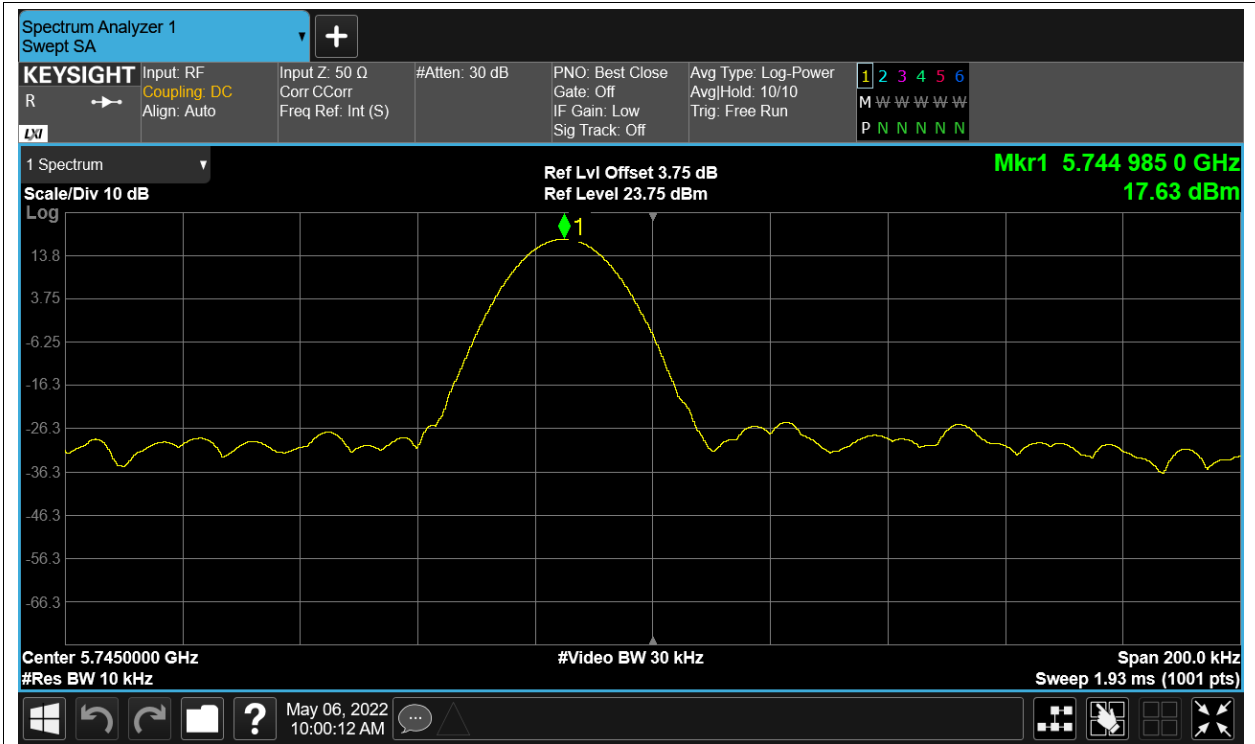 Spectrum Analyzer 1
Swept SA
KEYSIGHT
R
LXI
Input: RF
Coupling: DC
Align: Auto
Input Z: 50 Ω
Corr CCorr
Freq Ref: Int (S)
#Atten: 30 dB
PNO: Best Close
Gate: Off
IF Gain: Low
Sig Track: Off
Avg Type: Log-Power
Avg|Hold: 10/10
Trig: Free Run
1 2 3 4 5 6
M W W W W W
P N N N N N
1 Spectrum
Scale/Div 10 dB
Log
Ref Lvl Offset 3.75 dB
Ref Level 23.75 dBm
Mkr1 5.744 985 0 GHz
17.63 dBm
1
13.8
3.75
-6.25
-16.3
-26.3
-36.3
-46.3
-56.3
-66.3
Center 5.7450000 GHz
#Res BW 10 kHz
#Video BW 30 kHz
Span 200.0 kHz
Sweep 1.93 ms (1001 pts)
?
May 06, 2022
10:00:12 AM